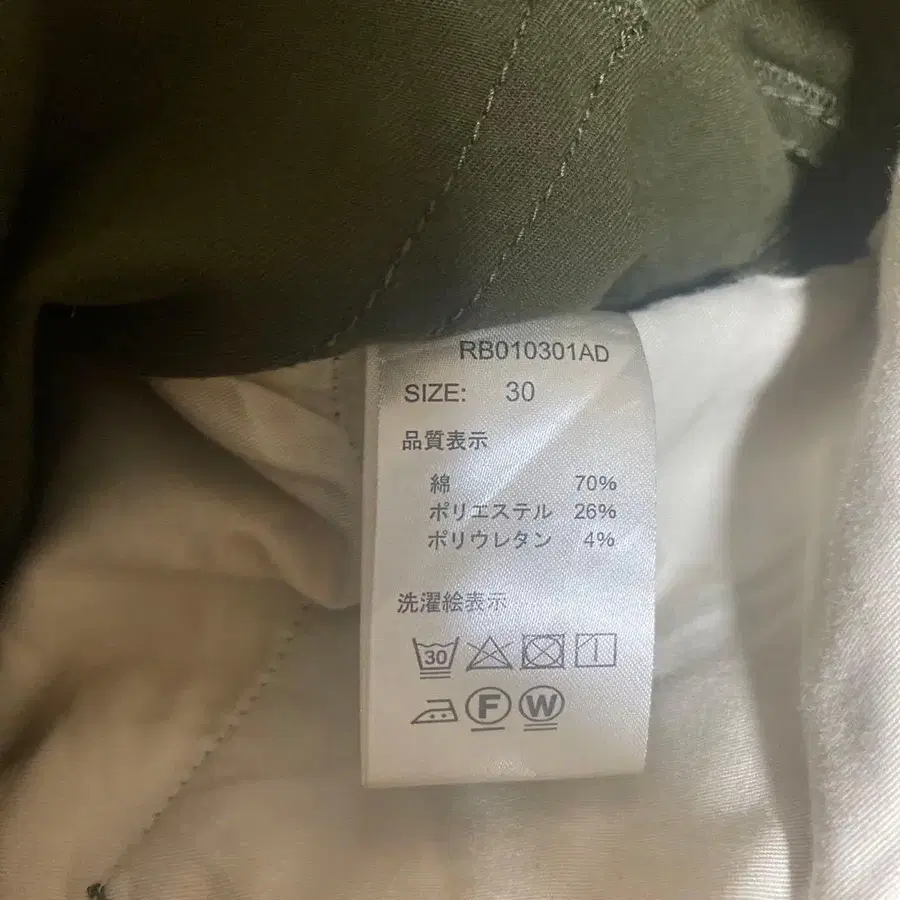 RB010301AD
SIZE: 30
品質表示
綿 70%
ポリエステル 26%
ポリウレタン 4%
洗濯絵表示
30
F W